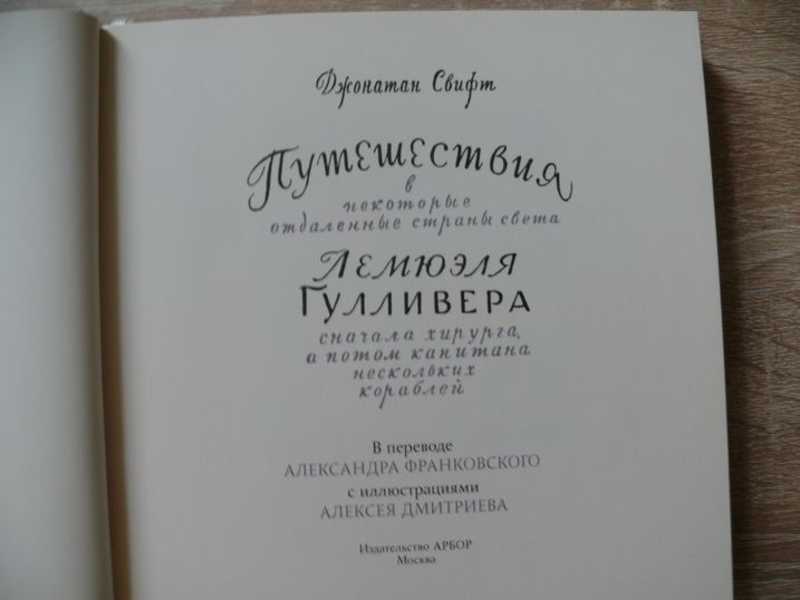 Джонатан Свифт
Путешествия
в
некоторые
отдаленные страны света
Лемюэля
Гулливера
сначала хирурга,
а потом капитана
нескольких
кораблей
В переводе
АЛЕКСАНДРА ФРАНКОВСКОГО
с иллюстрациями
АЛЕКСЕЯ ДМИТРИЕВА
Издательство АРБОР
Москва